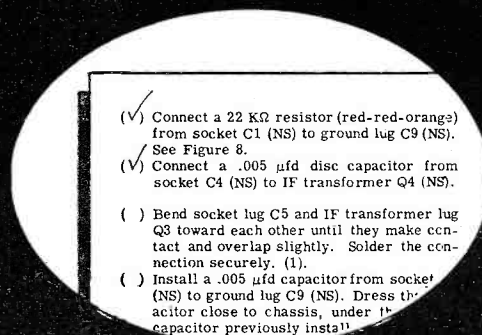 (√) Connect a 22 KΩ resistor (red-red-orange)
from socket C1 (NS) to ground lug C9 (NS).
See Figure 8.
(√) Connect a .005 μfd disc capacitor from
socket C4 (NS) to IF transformer Q4 (NS).
( ) Bend socket lug C5 and IF transformer lug
Q3 toward each other until they make con-
tact and overlap slightly. Solder the con-
nection securely. (1).
( ) Install a .005 μfd capacitor from socket
(NS) to ground lug C9 (NS). Dress
acitor close to chassis, under
capacitor previously